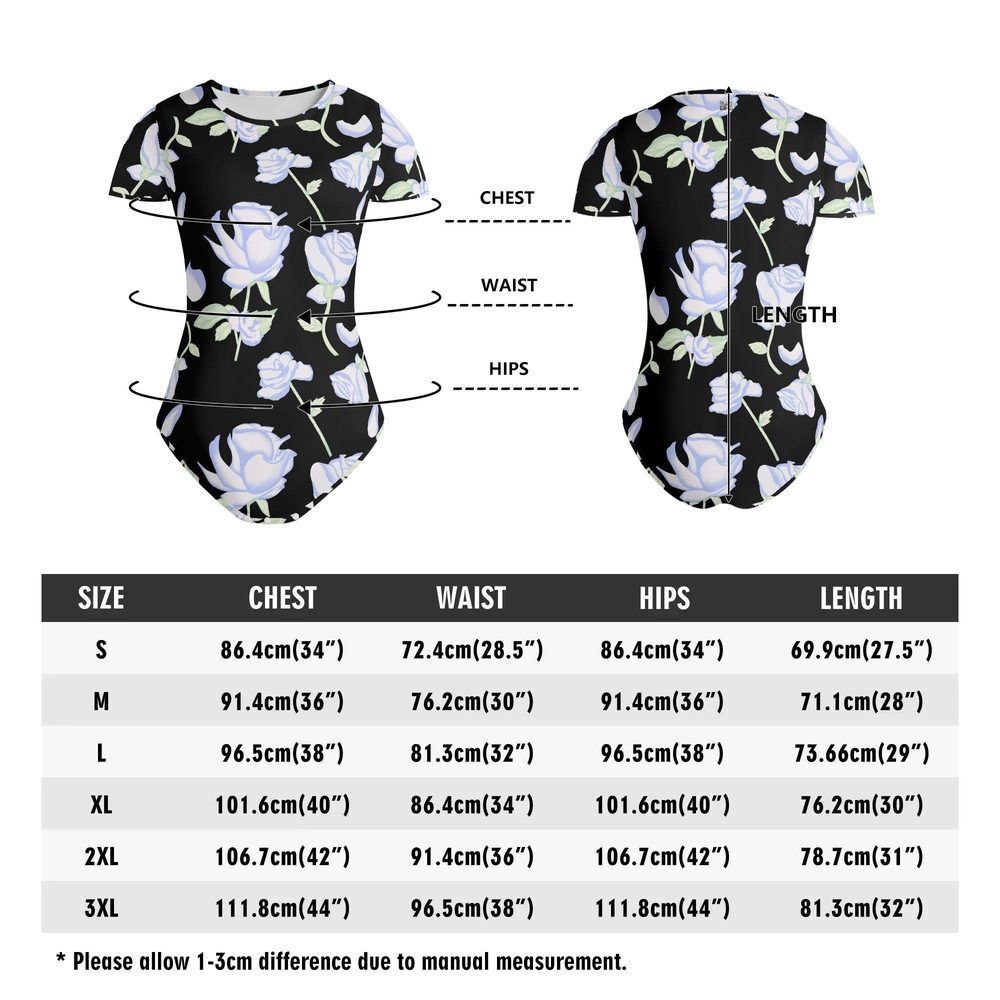 CHEST
WAIST
LENGTH
HIPS
SIZE CHEST WAIST HIPS LENGTH
S 86.4cm(34”) 72.4cm(28.5”) 86.4cm(34”) 69.9cm(27.5”)
M 91.4cm(36”) 76.2cm(30”) 91.4cm(36”) 71.1cm(28”)
L 96.5cm(38”) 81.3cm(32”) 96.5cm(38”) 73.66cm(29”)
XL 101.6cm(40”) 86.4cm(34”) 101.6cm(40”) 76.2cm(30”)
2XL 106.7cm(42”) 91.4cm(36”) 106.7cm(42”) 78.7cm(31”)
3XL 111.8cm(44”) 96.5cm(38”) 111.8cm(44”) 81.3cm(32”)
* Please allow 1-3cm difference due to manual measurement.